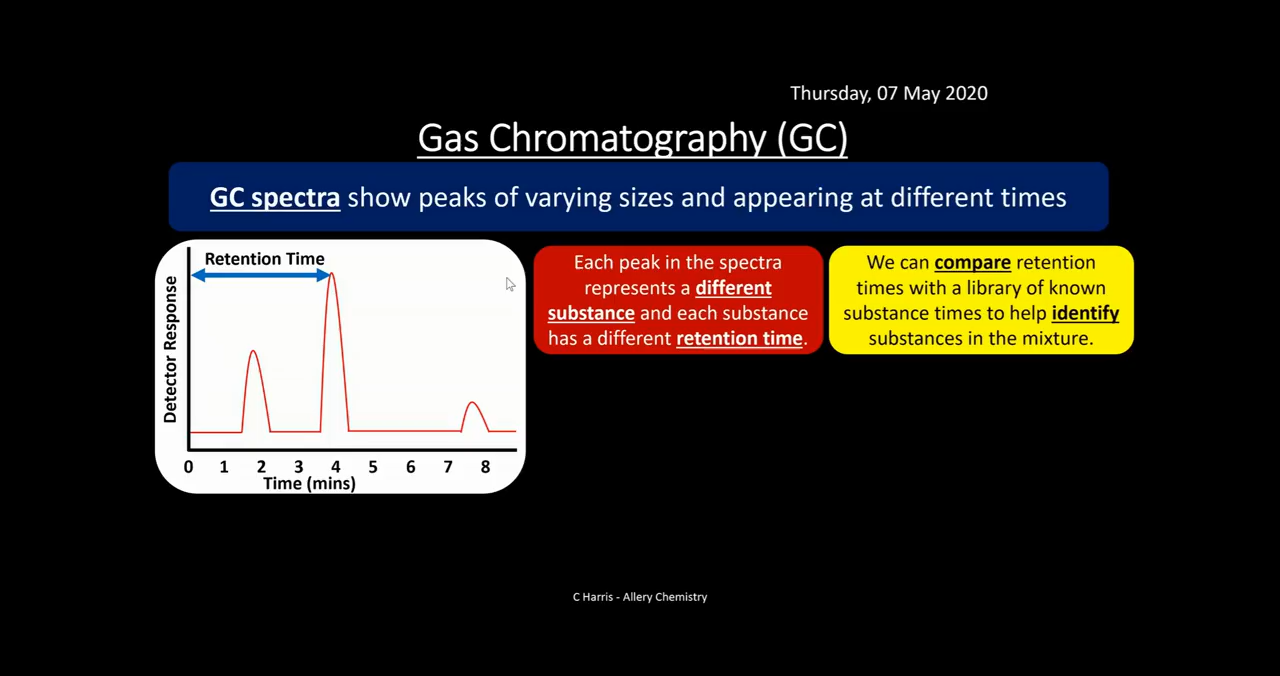 Thursday, 07 May 2020
Gas Chromatography (GC)
GC spectra show peaks of varying sizes and appearing at different times
Retention Time
Detector Response
0 1 2 3 4 5 6 7 8
Time (mins)
Each peak in the spectra
represents a different
substance and each substance
has a different retention time.
We can compare retention
times with a library of known
substance times to help identify
substances in the mixture.
C Harris - Allery Chemistry